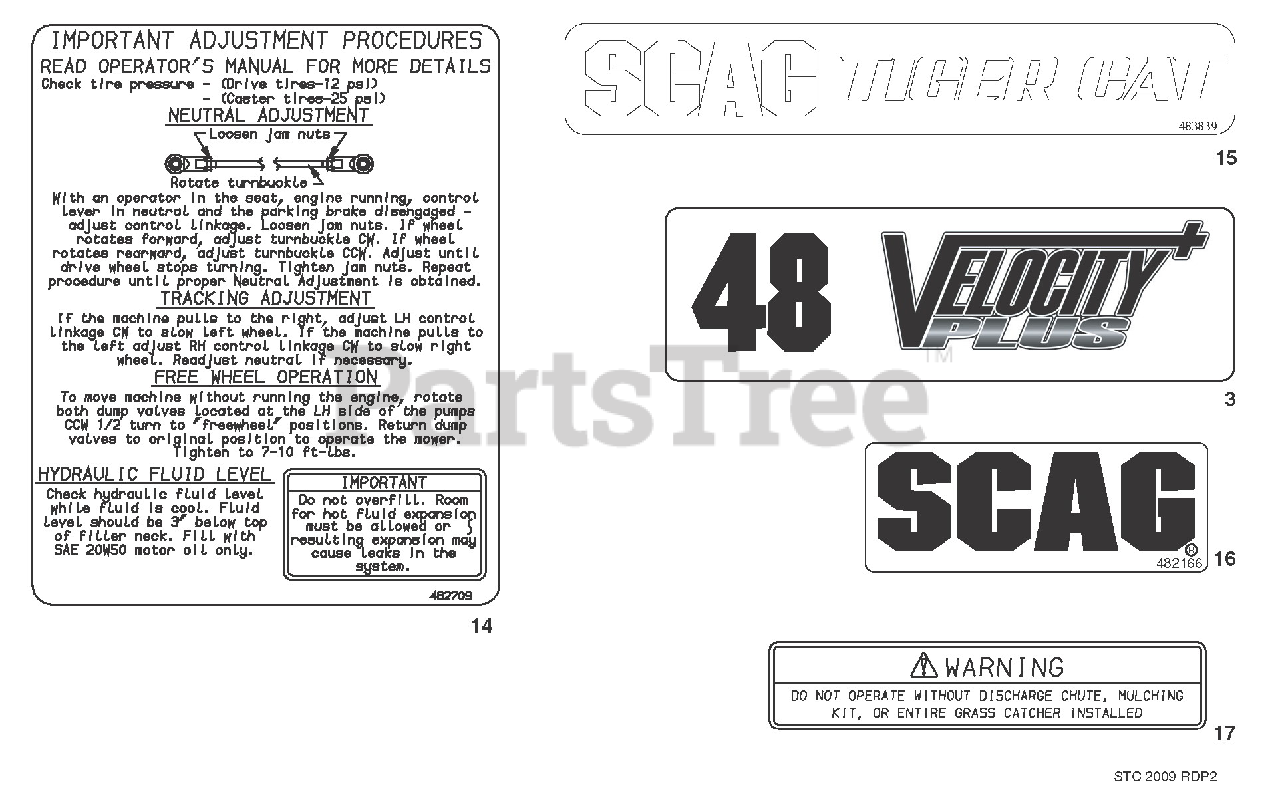 IMPORTANT ADJUSTMENT PROCEDURES
READ OPERATOR'S MANUAL FOR MORE DETAILS
Check tire pressure - (Drive tires-12 psi)
- (Caster tires-25 psi)
NEUTRAL ADJUSTMENT
Loosen jam nuts
Rotate turnbuckle
With an operator in the seat, engine running, control
lever in neutral and the parking brake disengaged -
adjust control linkage. Loosen jam nuts. If wheel
rotates forward, adjust turnbuckle CW. If wheel
rotates rearward, adjust turnbuckle CCW. Adjust until
drive wheel stops turning. Tighten jam nuts. Repeat
procedure until proper Neutral Adjustment is obtained.
TRACKING ADJUSTMENT
If the machine pulls to the right, adjust LH control
linkage CW to slow left wheel. If the machine pulls to
the left adjust RH control linkage CW to slow right
wheel. Readjust neutral if necessary.
FREE WHEEL OPERATION
To move machine without running the engine, rotate
both dump valves located at the LH side of the pumps
CCW 1/2 turn to "freewheel" positions. Return dump
valves to original position to operate the mower.
Tighten to 7-10 ft-lbs.
HYDRAULIC FLUID LEVEL
Check hydraulic fluid level
while fluid is cool. Fluid
level should be 3" below top
of filler neck. Fill with
SAE 20W50 motor oil only.
IMPORTANT
Do not overfill. Room
for hot fluid expansion
must be allowed or
resulting expansion may
cause leaks in the
system.
482709
14
SCAG TIGER CAT
483839
15
48 VELOCITY+
PLUS
3
SCAG
®
482166
16
WARNING
DO NOT OPERATE WITHOUT DISCHARGE CHUTE, MULCHING
KIT, OR ENTIRE GRASS CATCHER INSTALLED
17
PartsTree™
STC 2009 RDP2